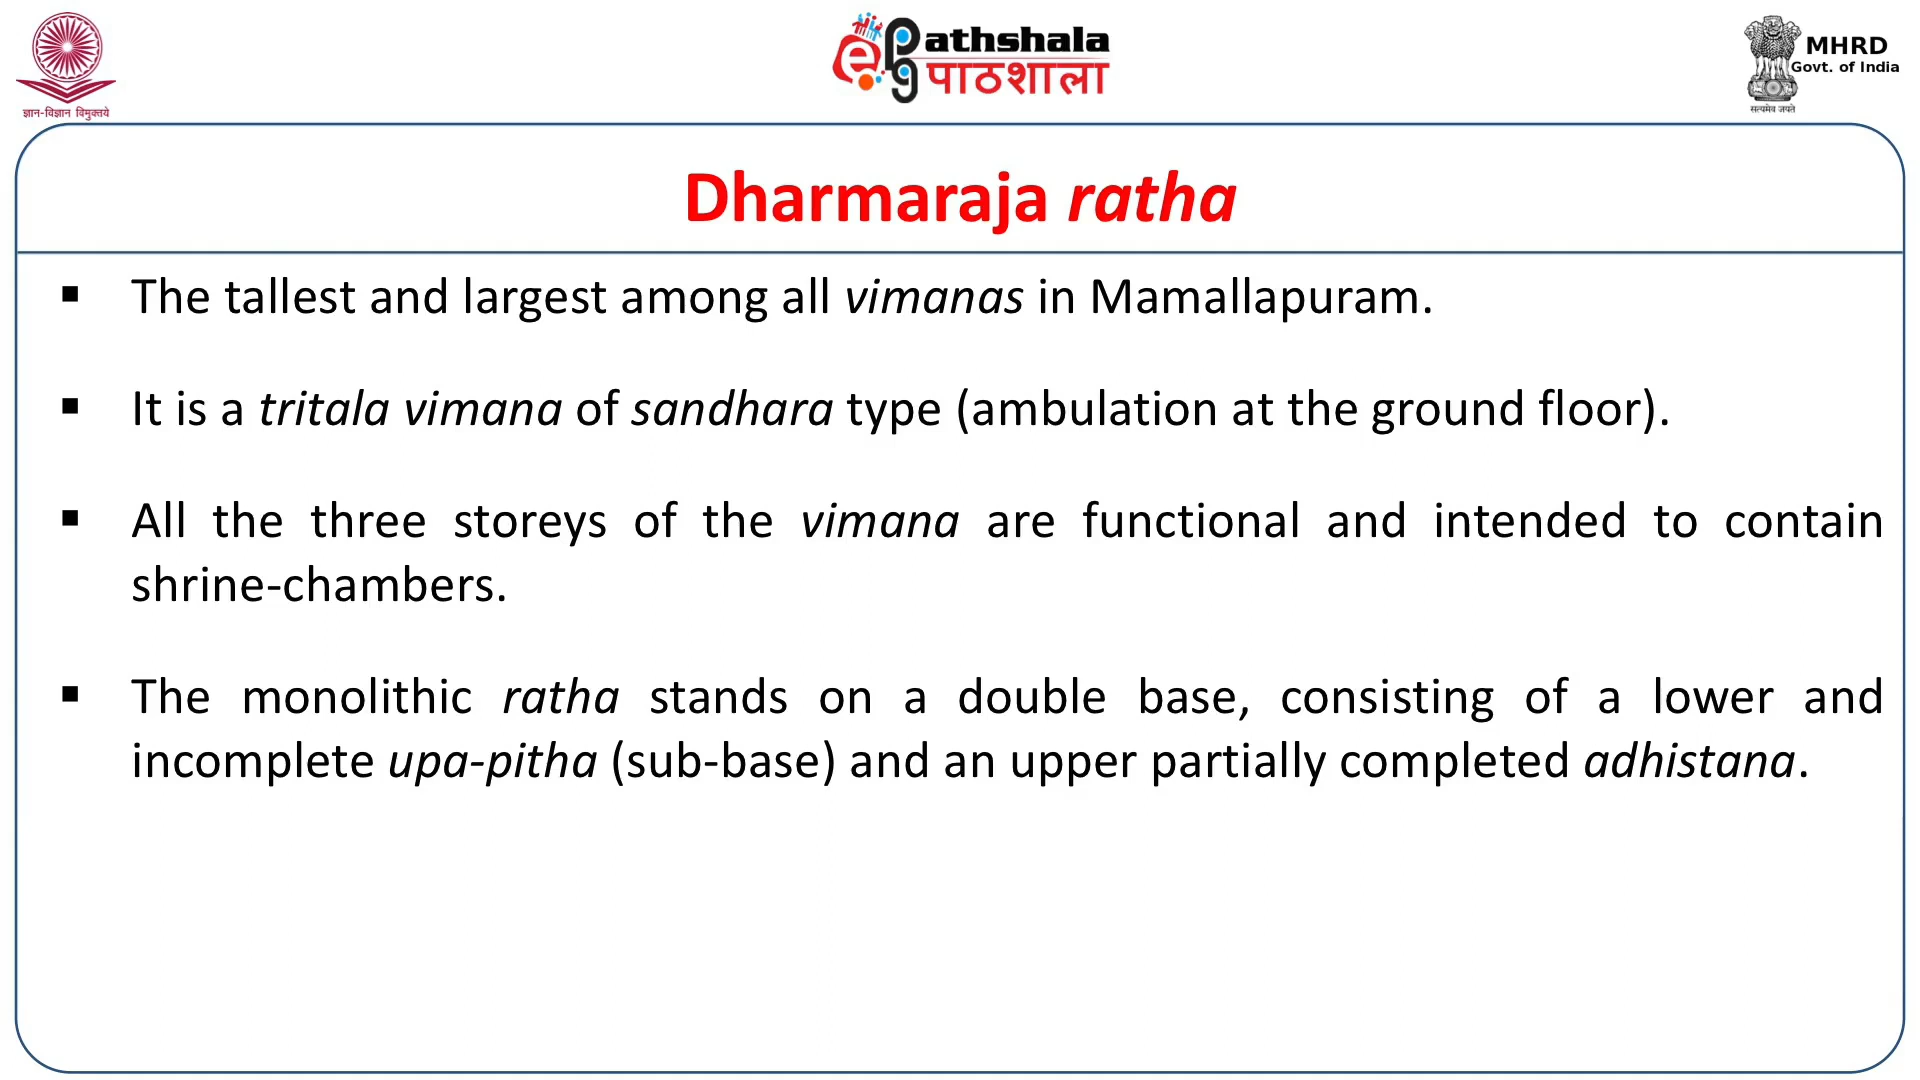 ज्ञान-विज्ञान विमुक्तये
ePG Pathshala
पाठशाला
MHRD
Govt. of India
सत्यमेव जयते
Dharmaraja ratha
▪ The tallest and largest among all vimanas in Mamallapuram.
▪ It is a tritala vimana of sandhara type (ambulation at the ground floor).
▪ All the three storeys of the vimana are functional and intended to contain
shrine-chambers.
▪ The monolithic ratha stands on a double base, consisting of a lower and
incomplete upa-pitha (sub-base) and an upper partially completed adhistana.